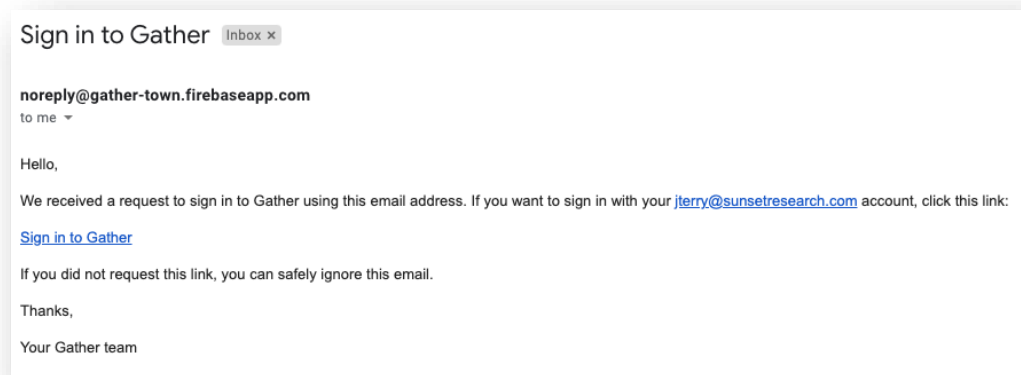 Sign in to Gather Inbox ×
noreply@gather-town.firebaseapp.com
to me
Hello,
We received a request to sign in to Gather using this email address. If you want to sign in with your jterry@sunsetresearch.com account, click this link:
Sign in to Gather
If you did not request this link, you can safely ignore this email.
Thanks,
Your Gather team